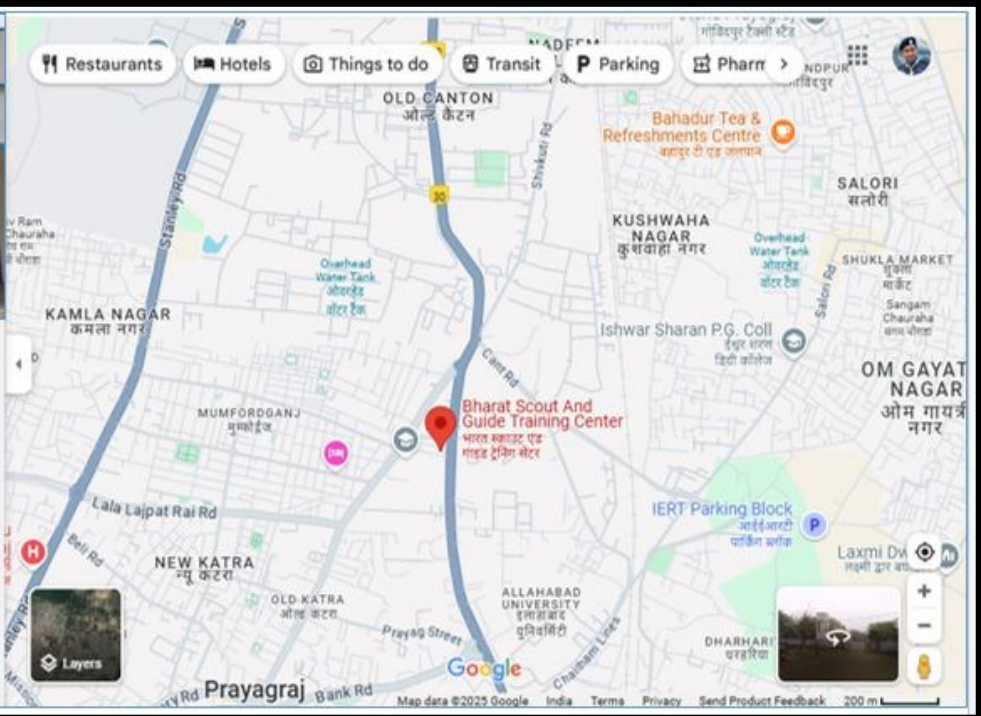 Restaurants
Hotels
Things to do
Transit
Parking
Pharm
NADEEM
गोविंदपुर टैक्सी स्टैंड
NDPUR
गोविंदपुर
OLD CANTON
ओल्ड कैंटन
30
Stanley Rd
Shivkuti Rd
Bahadur Tea &
Refreshments Centre
बहादुर टी एंड जलपान
SALORI
सलोरी
KUSHWAHA
NAGAR
कुशवाहा नगर
iv Ram
Chauraha
Overhead
Water Tank
ओवरहेड
वॉटर टैंक
Overhead
Water Tank
ओवरहेड
वॉटर टैंक
SHUKLA MARKET
शुक्ला
मार्केट
Salori Rd
Sangam
Chauraha
संगम चौराहा
KAMLA NAGAR
कमला नगर
Ishwar Sharan P.G. Coll
ईश्वर शरण
डिग्री कॉलेज
Cant Rd
OM GAYAT
NAGAR
ओम गायत्री
नगर
MUMFORDGANJ
मुम्फोर्ड्गंज
Bharat Scout And
Guide Training Center
भारत स्काउट एंड
गाइड ट्रेनिंग सेंटर
Lala Lajpat Rai Rd
IERT Parking Block
आईईआरटी
पार्किंग ब्लॉक
P
H
Beli Rd
NEW KATRA
न्यू कटरा
Laxmi Dw
OLD KATRA
ओल्ड कटरा
ALLAHABAD
UNIVERSITY
इलाहाबाद
यूनिवर्सिटी
Prayag Street
Chatham Lines
DHARHARI
धरहरिया
Layers
Google
Prayagraj
Bank Rd
Map data ©2025 Google India Terms Privacy Send Product Feedback 200 m